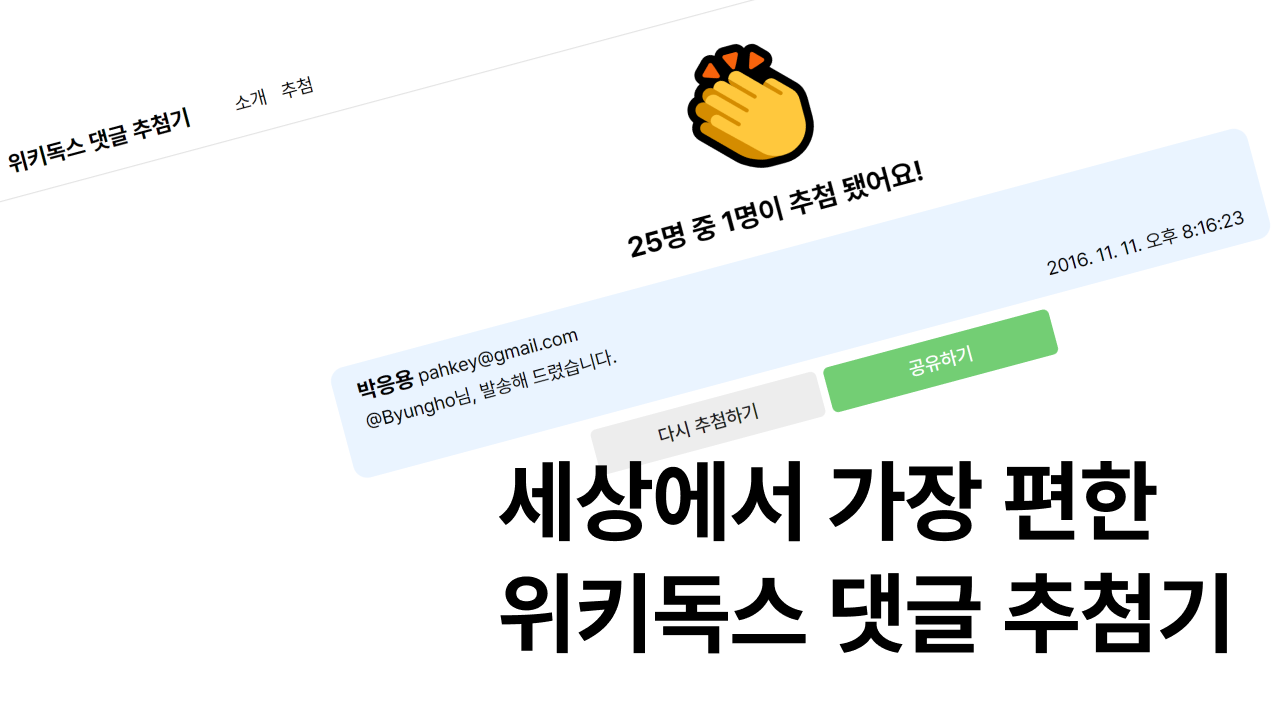 위키독스 댓글 추첨기
소개 추첨
25명 중 1명이 추첨 됐어요!
박응용 pahkey@gmail.com
@Byungho님, 발송해 드렸습니다.
2016. 11. 11. 오후 8:16:23
다시 추첨하기
공유하기
세상에서 가장 편한
위키독스 댓글 추첨기